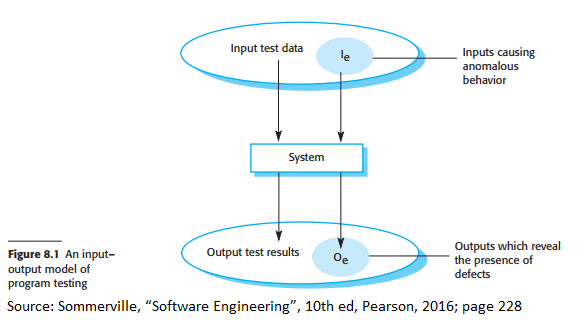 Input test data
Ie
Inputs causing
anomalous
behavior
System
Output test results
Oe
Outputs which reveal
the presence of
defects
Figure 8.1 An input–
output model of
program testing
Source: Sommerville, “Software Engineering”, 10th ed, Pearson, 2016; page 228